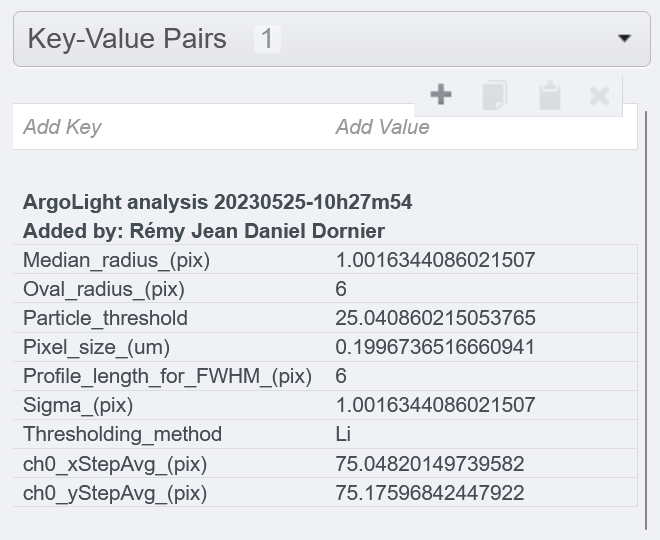 Key-Value Pairs 1
Add Key Add Value
ArgoLight analysis 20230525-10h27m54
Added by: Rémy Jean Daniel Dornier
Median_radius_(pix) 1.0016344086021507
Oval_radius_(pix) 6
Particle_threshold 25.040860215053765
Pixel_size_(um) 0.1996736516660941
Profile_length_for_FWHM_(pix) 6
Sigma_(pix) 1.0016344086021507
Thresholding_method Li
ch0_xStepAvg_(pix) 75.04820149739582
ch0_yStepAvg_(pix) 75.17596842447922